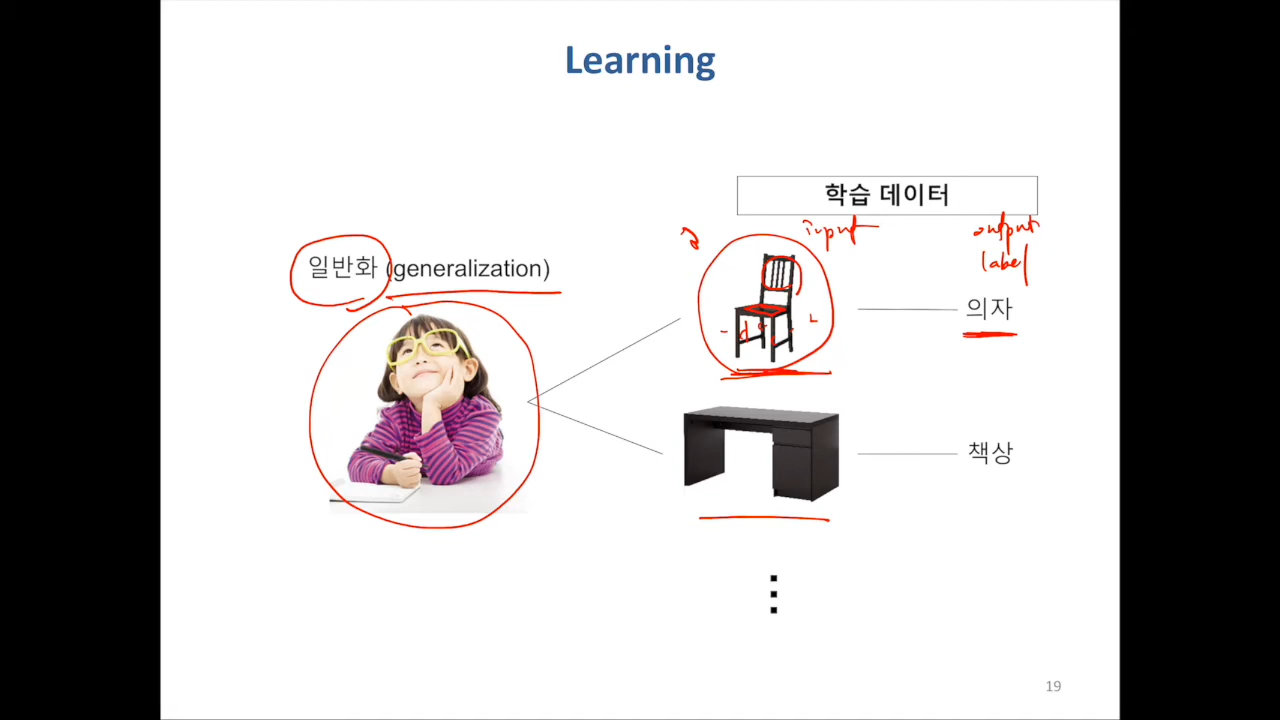 Learning
학습 데이터
input
output
label
일반화 (generalization)
의자
책상
19